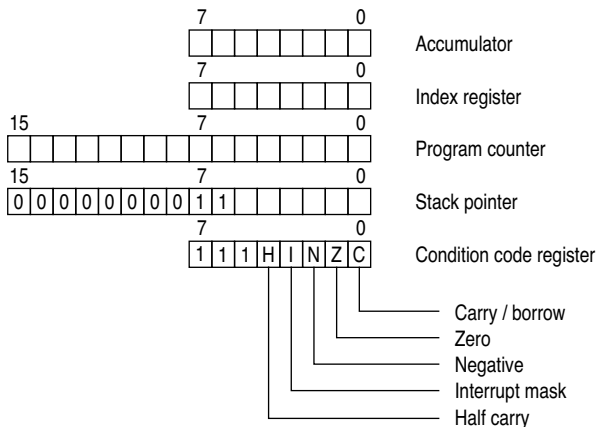 7 0
Accumulator
7 0
Index register
15 7 0
Program counter
15 7 0
0 0 0 0 0 0 0 0 1 1 Stack pointer
7 0
1 1 1 H I N Z C Condition code register
Carry / borrow
Zero
Negative
Interrupt mask
Half carry